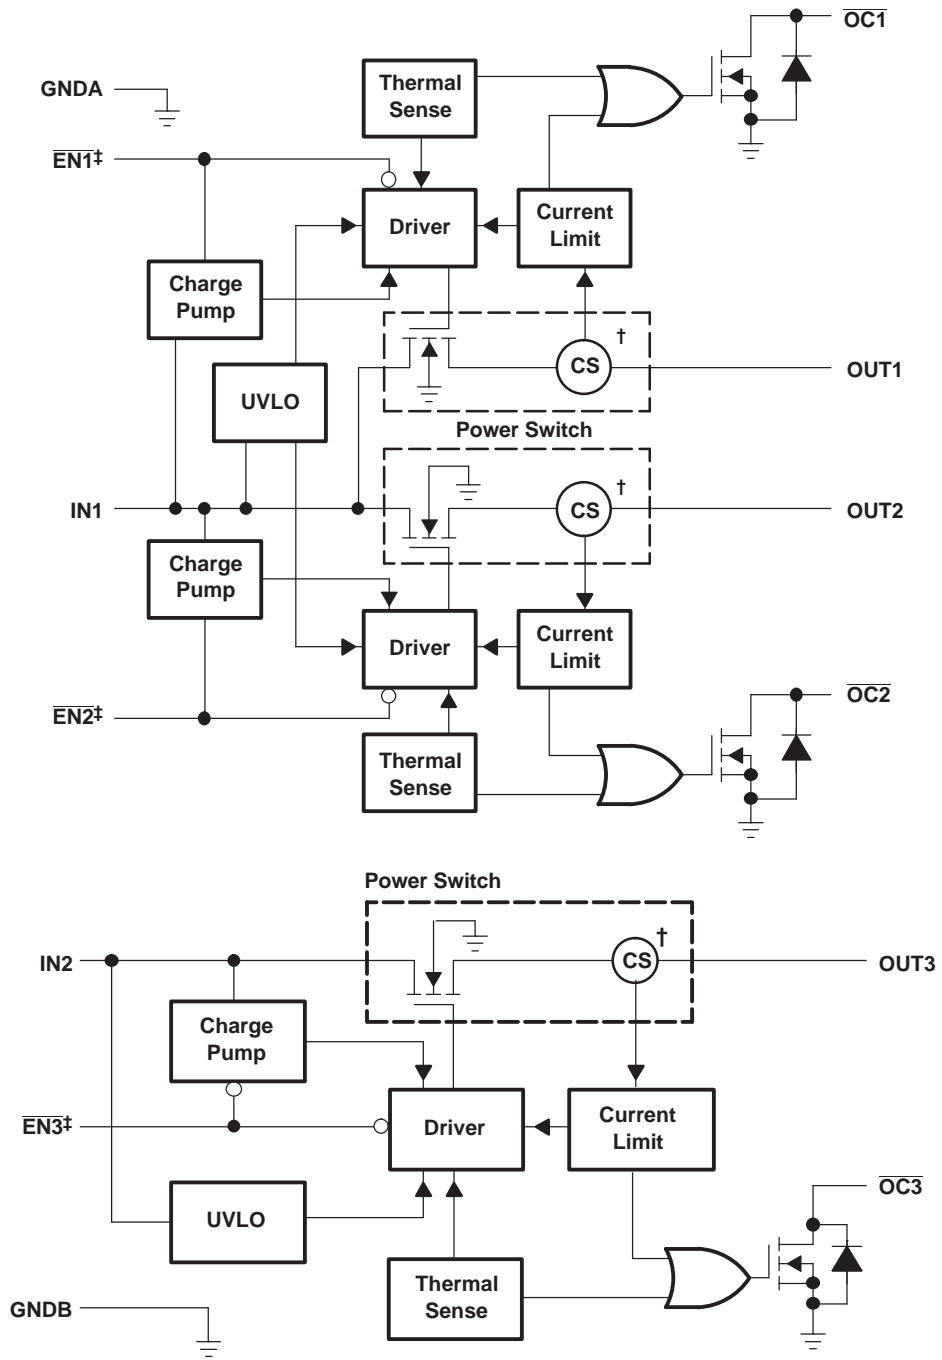 OC1
Thermal
Sense
GNDA
EN1‡
Driver
Current
Limit
Charge
Pump
†
CS
OUT1
UVLO
Power Switch
†
IN1
CS
OUT2
Charge
Pump
Driver
Current
Limit
EN2‡
OC2
Thermal
Sense
Power Switch
†
IN2
CS
OUT3
Charge
Pump
EN3‡
Driver
Current
Limit
OC3
UVLO
Thermal
Sense
GNDB